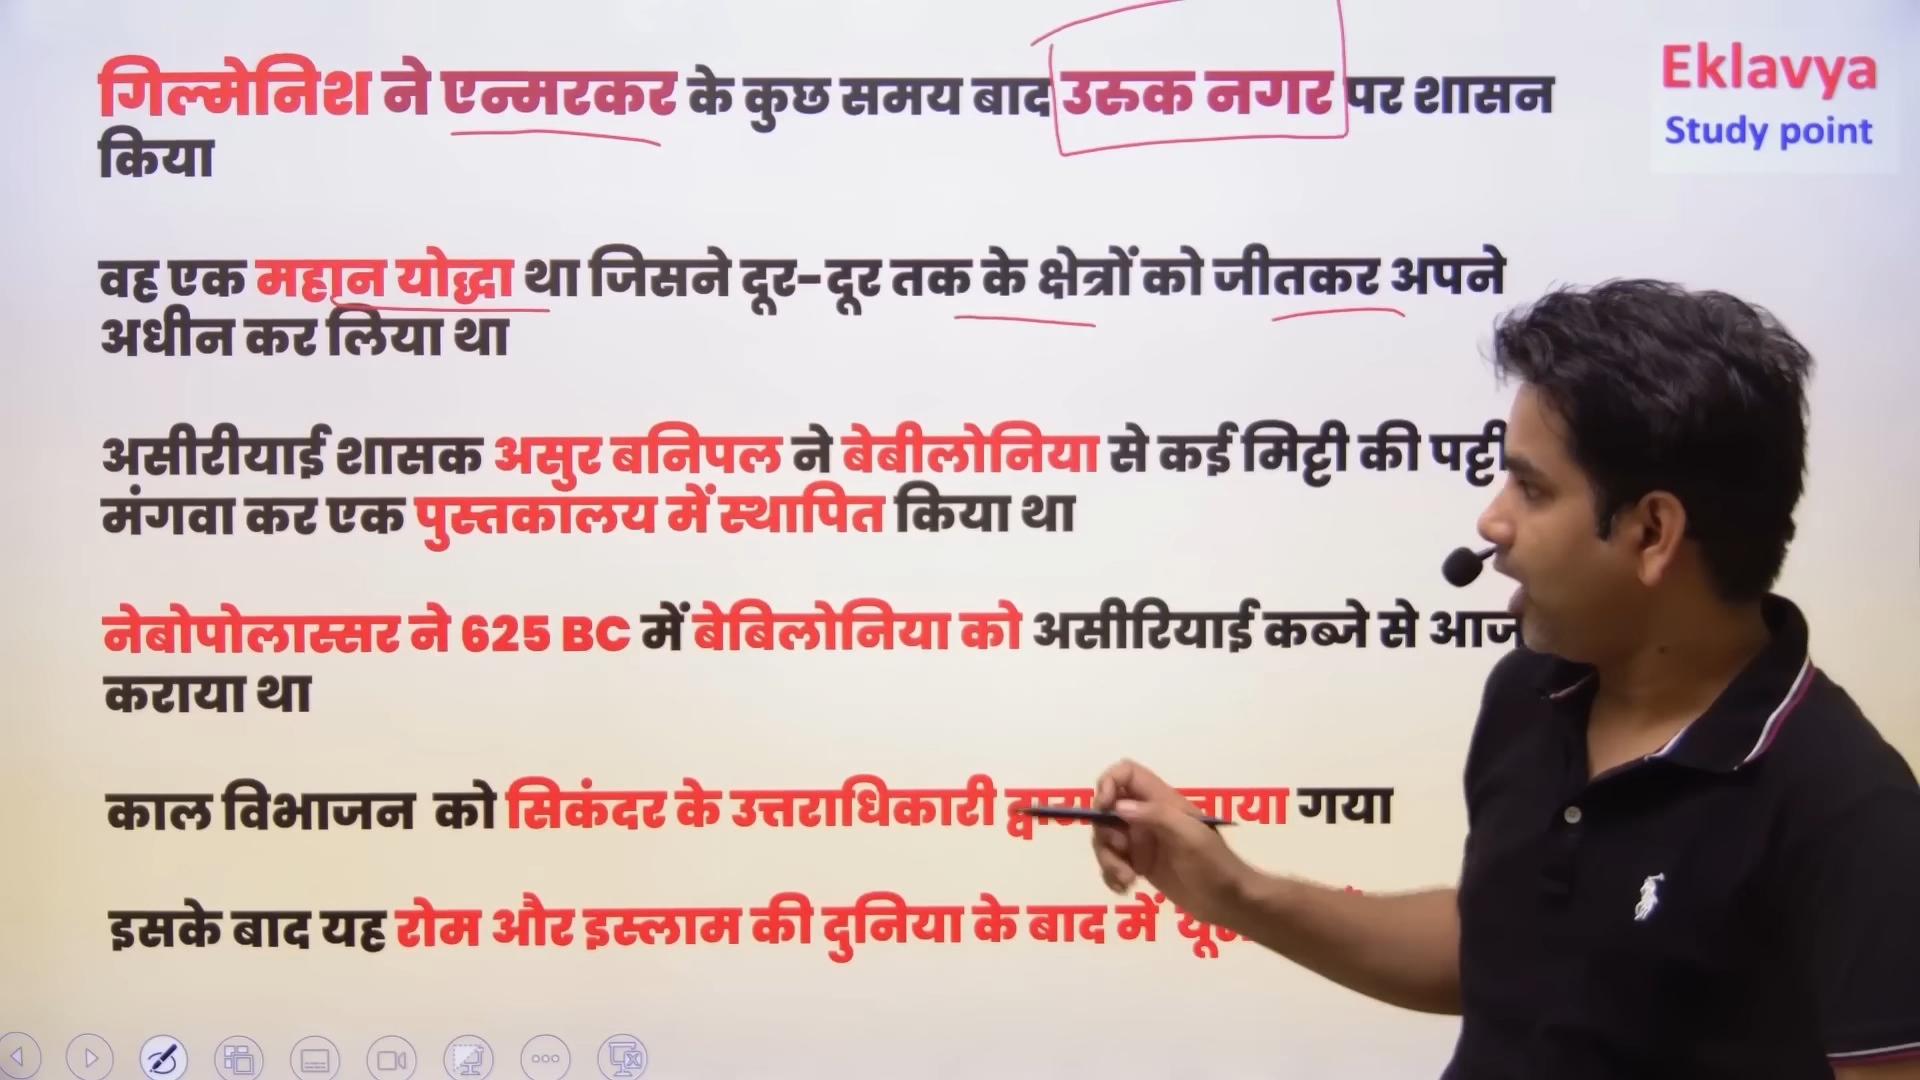 गिल्मेनिश ने एन्मरकर के कुछ समय बाद उरुक नगर पर शासन
किया
वह एक महान योद्धा था जिसने दूर-दूर तक के क्षेत्रों को जीतकर अपने
अधीन कर लिया था
असीरीयाई शासक असुर बनिपल ने बेबीलोनिया से कई मिट्टी की
मंगवा कर एक पुस्तकालय में स्थापित किया था
नेबोपोलास्सर ने 625 BC में बेबिलोनिया को असीरियाई कब्जे से
कराया था
काल विभाजन को सिकंदर के उत्तराधिकारी द्वारा गया
इसके बाद यह रोम और इस्लाम की दुनिया के बाद में
Eklavya
Study point